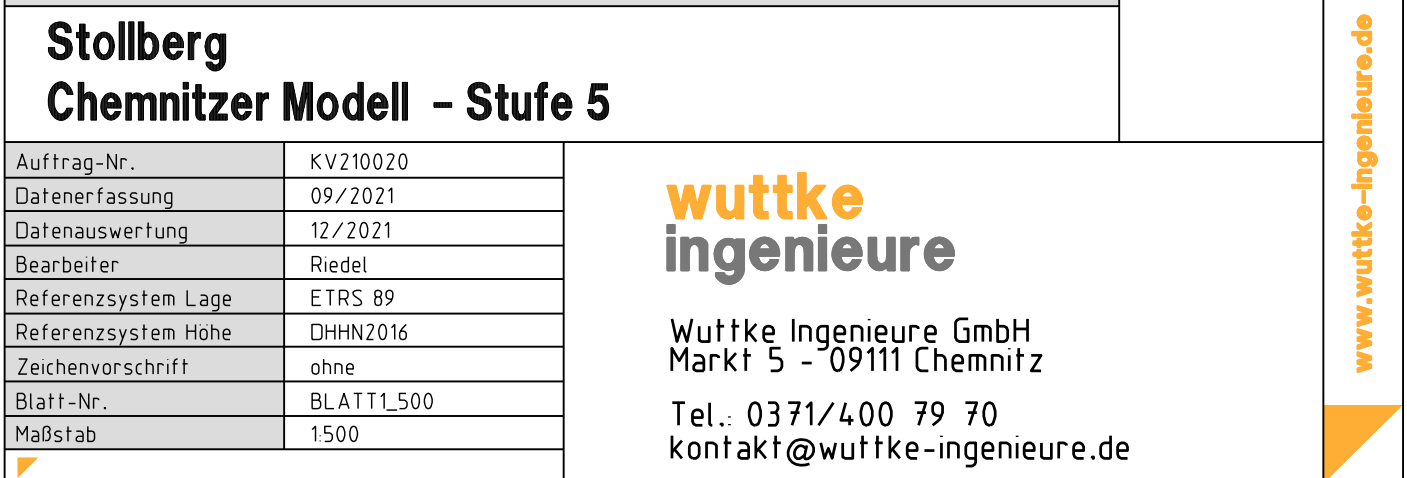 Stollberg
Chemnitzer Modell - Stufe 5
Auftrag-Nr. KV210020
Datenerfassung 09/2021
Datenauswertung 12/2021
Bearbeiter Riedel
Referenzsystem Lage ETRS 89
Referenzsystem Höhe DHHN2016
Zeichenvorschrift ohne
Blatt-Nr. BLATT1_500
Maßstab 1:500
wuttke
ingenieure
Wuttke Ingenieure GmbH
Markt 5 - 09111 Chemnitz
Tel.: 0371/400 79 70
kontakt@wuttke-ingenieure.de
www.wuttke-ingenieure.de